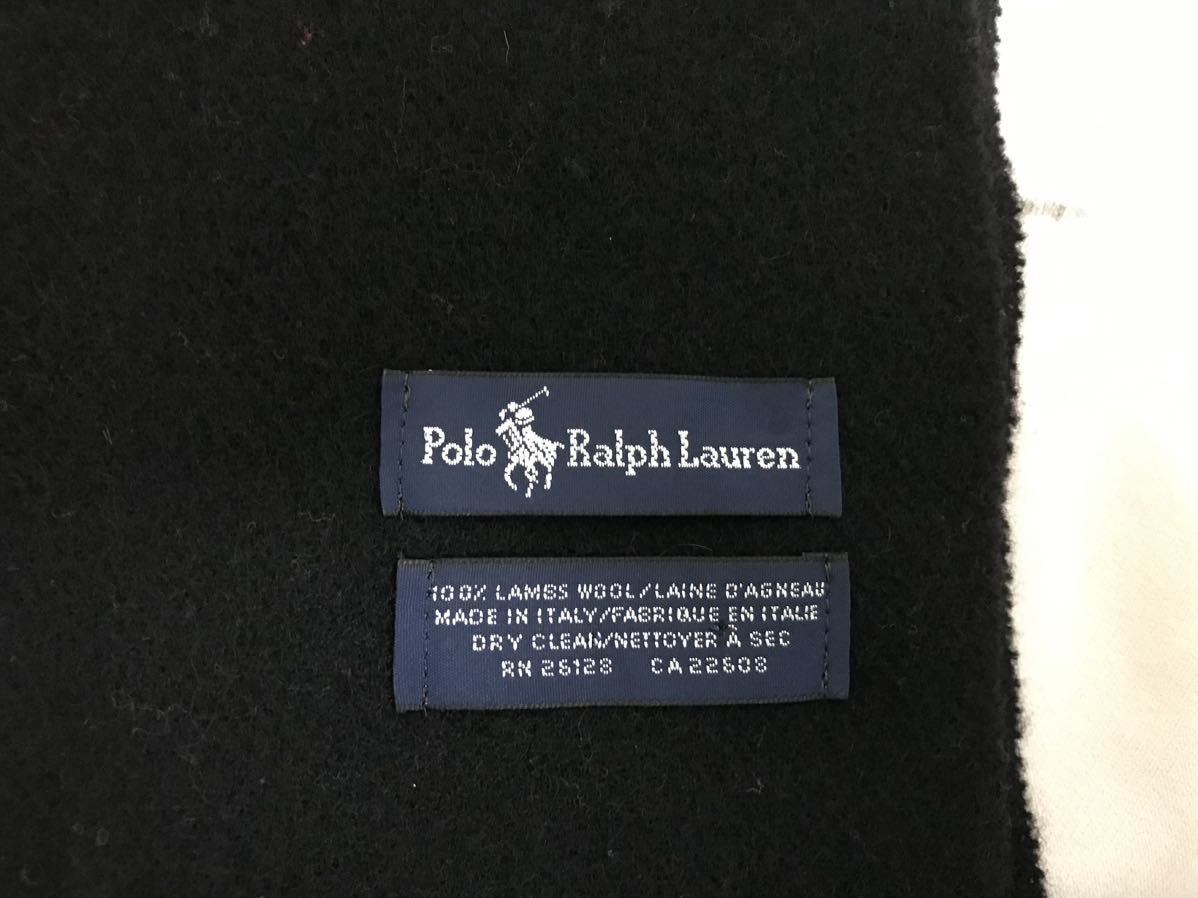 Polo Ralph Lauren
100% LAMBS WOOL/LAINE D'AGNEAU
MADE IN ITALY/FABRIQUE EN ITALIE
DRY CLEAN/NETTOYER À SEC
RN 26128 CA 22608